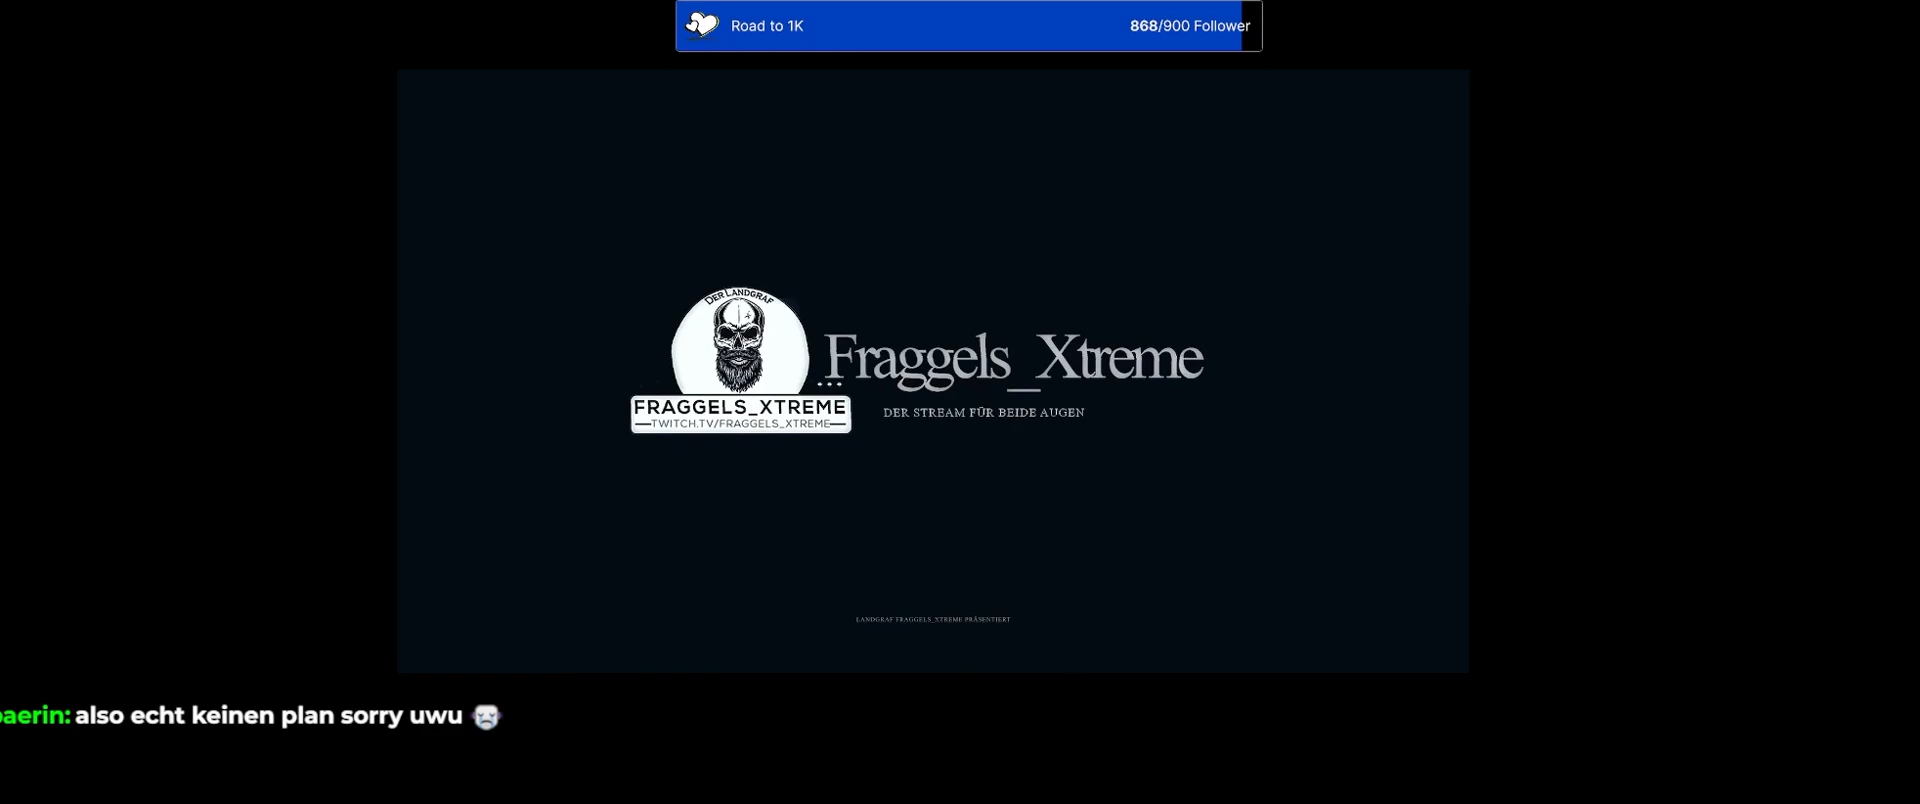 Road to 1K
868/900 Follower
DER LANDGRAF
Fraggels_Xtreme
FRAGGELS_XTREME
TWITCH.TV/FRAGGELS_XTREME
DER STREAM FÜR BEIDE AUGEN
LANDGRAF FRAGGELS_XTREME PRÄSENTIERT
baerin: also echt keinen plan sorry uwu